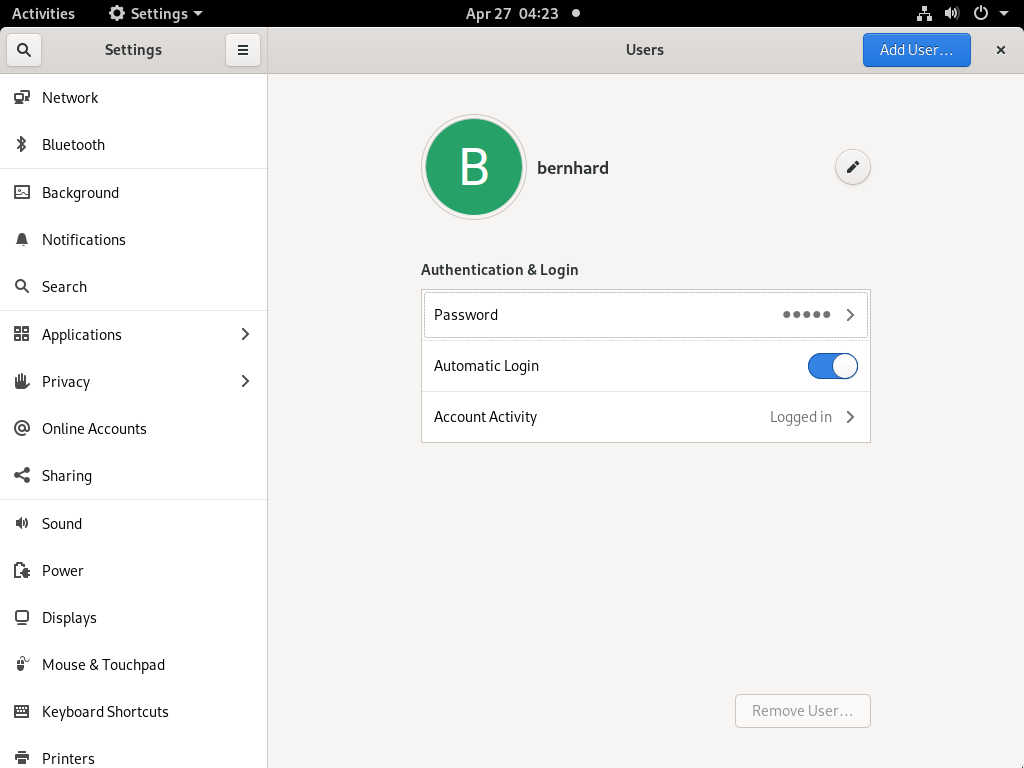 Activities Settings Apr 27 04:23
Settings Users Add User…
Network
Bluetooth
Background
Notifications
Search
Applications
Privacy
Online Accounts
Sharing
Sound
Power
Displays
Mouse & Touchpad
Keyboard Shortcuts
Printers
B bernhard
Authentication & Login
Password ●●●●●
Automatic Login
Account Activity Logged in
Remove User…